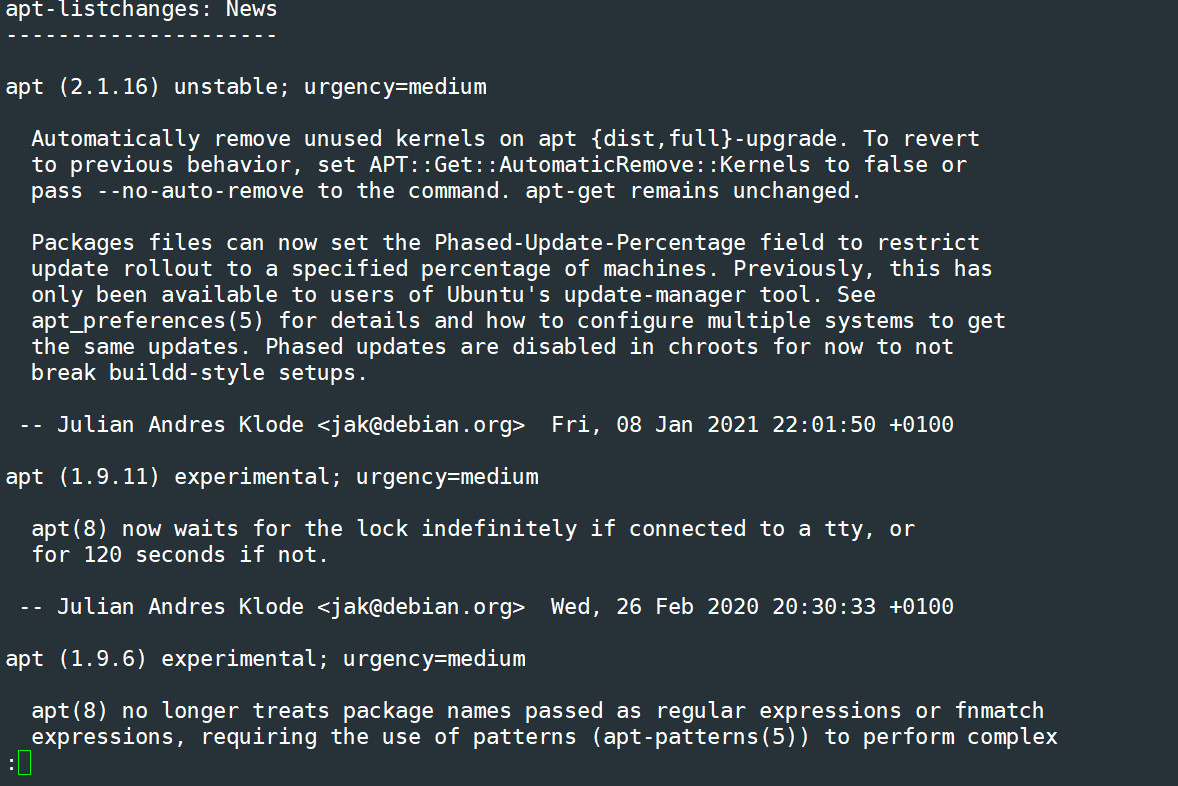 apt-listchanges: News
---------------------
apt (2.1.16) unstable; urgency=medium
Automatically remove unused kernels on apt {dist,full}-upgrade. To revert
to previous behavior, set APT::Get::AutomaticRemove::Kernels to false or
pass --no-auto-remove to the command. apt-get remains unchanged.
Packages files can now set the Phased-Update-Percentage field to restrict
update rollout to a specified percentage of machines. Previously, this has
only been available to users of Ubuntu's update-manager tool. See
apt_preferences(5) for details and how to configure multiple systems to get
the same updates. Phased updates are disabled in chroots for now to not
break buildd-style setups.
-- Julian Andres Klode <jak@debian.org>  Fri, 08 Jan 2021 22:01:50 +0100
apt (1.9.11) experimental; urgency=medium
apt(8) now waits for the lock indefinitely if connected to a tty, or
for 120 seconds if not.
-- Julian Andres Klode <jak@debian.org>  Wed, 26 Feb 2020 20:30:33 +0100
apt (1.9.6) experimental; urgency=medium
apt(8) no longer treats package names passed as regular expressions or fnmatch
expressions, requiring the use of patterns (apt-patterns(5)) to perform complex
: